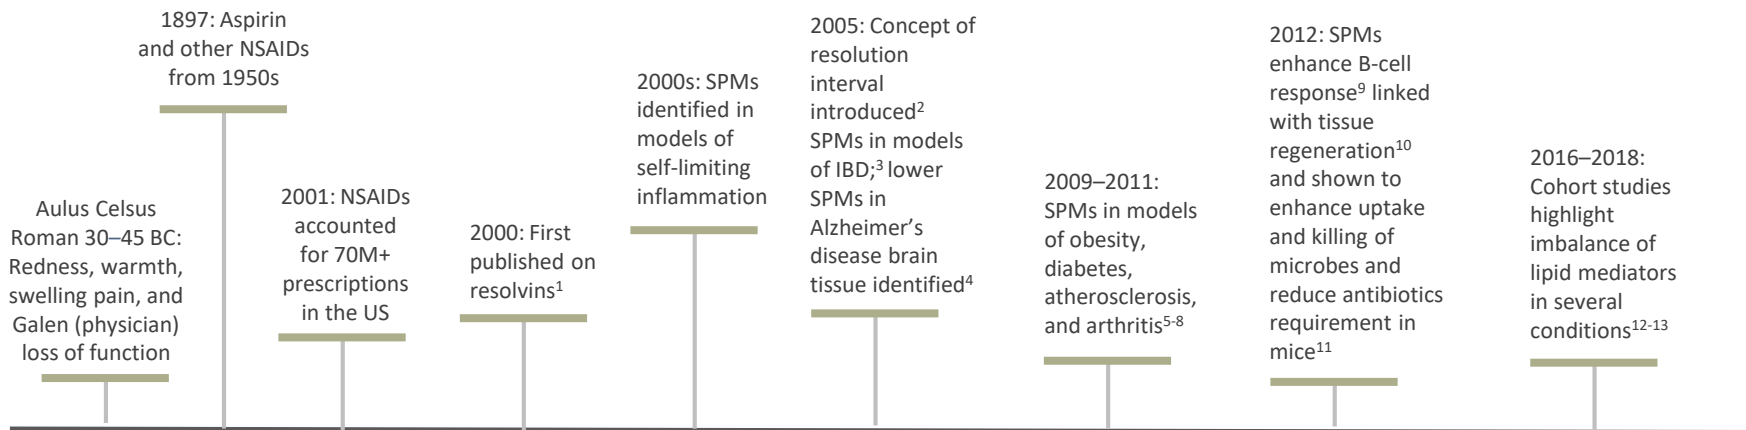 Aulus Celsus
Roman 30–45 BC:
Redness, warmth,
swelling pain, and
Galen (physician)
loss of function
1897: Aspirin
and other NSAIDs
from 1950s
2001: NSAIDs
accounted
for 70M+
prescriptions
in the US
2000: First
published on
resolvins¹
2000s: SPMs
identified in
models of
self-limiting
inflammation
2005: Concept of
resolution
interval
introduced²
SPMs in models
of IBD;³ lower
SPMs in
Alzheimer’s
disease brain
tissue identified⁴
2009–2011:
SPMs in models
of obesity,
diabetes,
atherosclerosis,
and arthritis⁵⁻⁸
2012: SPMs
enhance B-cell
response⁹ linked
with tissue
regeneration¹⁰
and shown to
enhance uptake
and killing of
microbes and
reduce antibiotics
requirement in
mice¹¹
2016–2018:
Cohort studies
highlight
imbalance of
lipid mediators
in several
conditions¹²⁻¹³